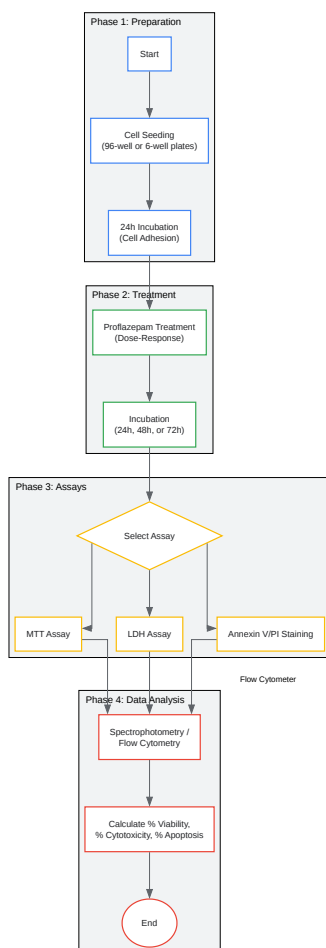 Phase 1: Preparation
Start
Cell Seeding
(96-well or 6-well plates)
24h Incubation
(Cell Adhesion)
Phase 2: Treatment
Proflazepam Treatment
(Dose-Response)
Incubation
(24h, 48h, or 72h)
Phase 3: Assays
Select Assay
MTT Assay
LDH Assay
Annexin V/PI Staining
Flow Cytometer
Phase 4: Data Analysis
Spectrophotometry /
Flow Cytometry
Calculate % Viability,
% Cytotoxicity, % Apoptosis
End